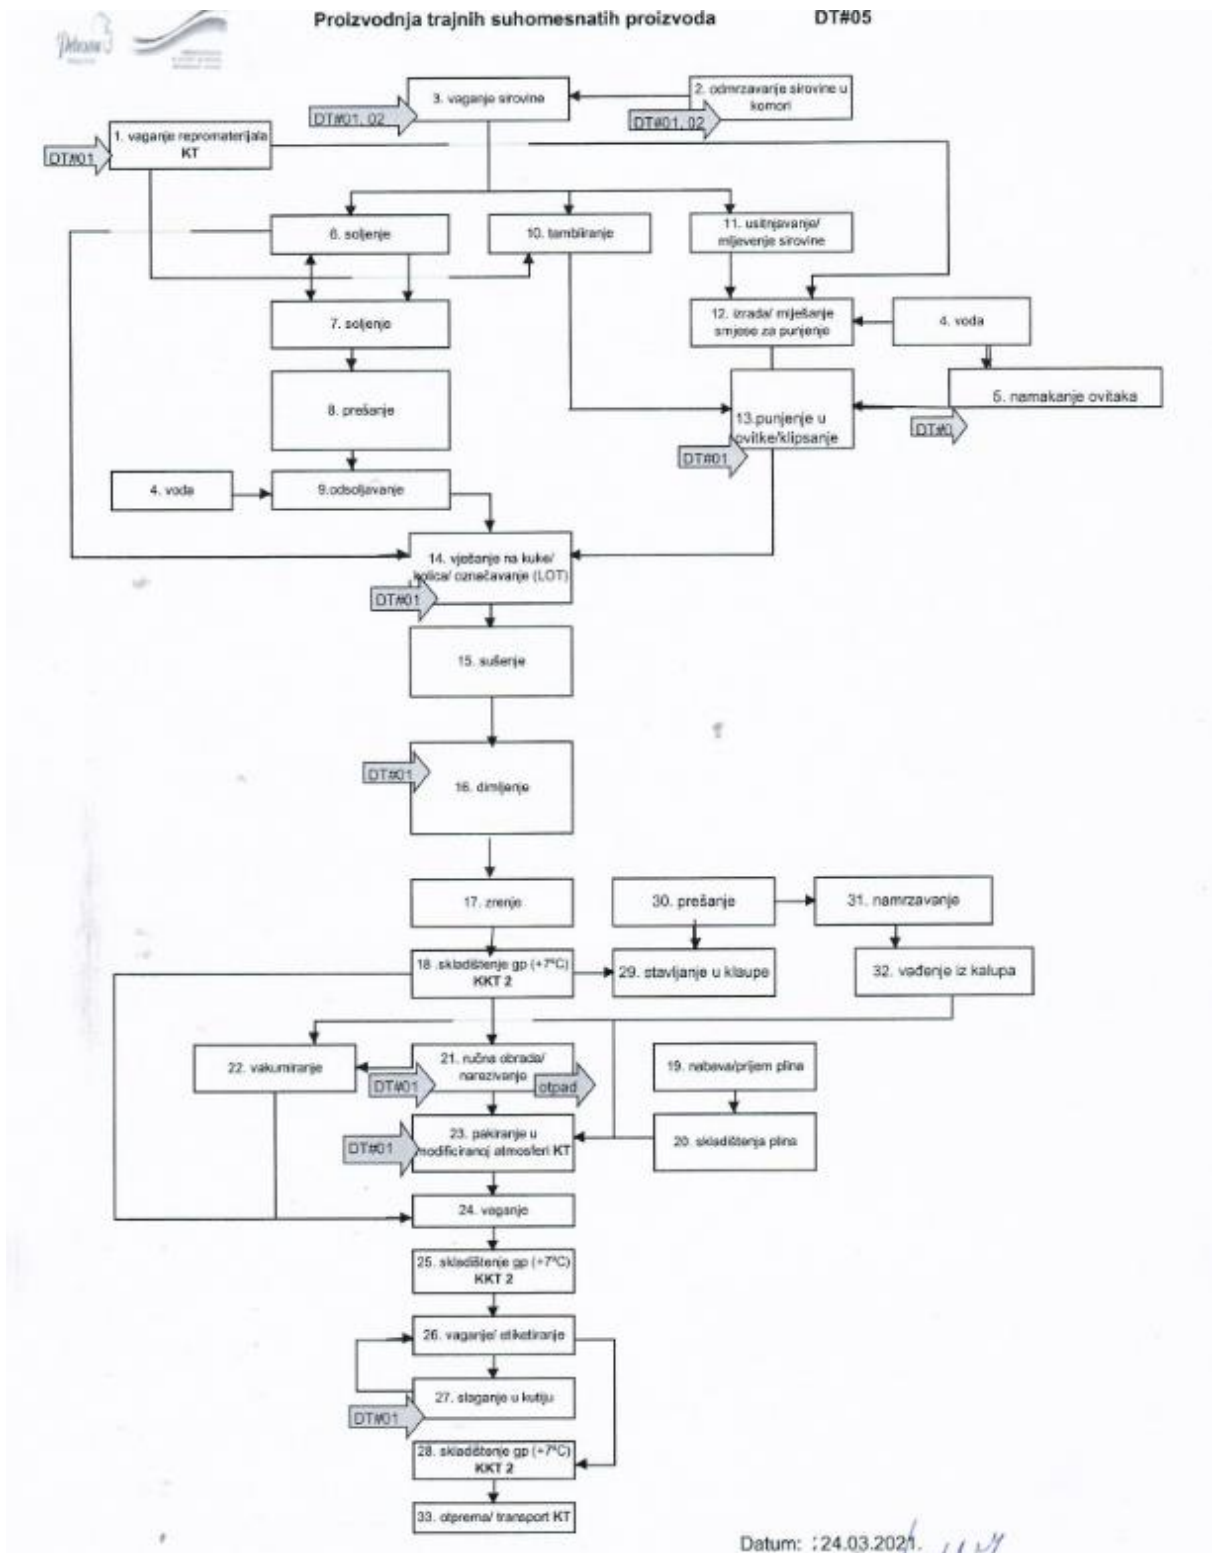 Proizvodnja trajnih suhomesnatih proizvoda DT#05
3. vaganje sirovine
2. odmrzavanje sirovine u
komori
DT#01, 02
DT#01, 02
1. vaganje repromaterijala
KT
DT#01
6. soljenje
10. tambliranje
11. usitnjavanje/
mljevenje sirovine
7. soljenje
12. izrada/ miješanje
smjese za punjenje
4. voda
8. prešanje
5. namakanje ovitaka
13.punjenje u
ovitke/klipsanje
DT#0
DT#01
4. voda
9.odsoljavanje
14. vješanje na kuke/
kolica/ označavanje (LOT)
DT#01
15. sušenje
DT#01
16. dimljenje
17. zrenje
30. prešanje
31. namrzavanje
18 .skladištenje gp (+7ºC)
KKT 2
29. stavljanje u klaupe
32. vađenje iz kalupa
22. vakumiranje
21. ručna obrada/
narezivanje
DT#01
otpad
19. nabava/prijem plina
23. pakiranje u
modificiranoj atmosferi KT
DT#01
20. skladištenja plina
24. vaganje
25. skladištenje gp (+7ºC)
KKT 2
26. vaganje/ etiketiranje
27. slaganje u kutiju
DT#01
28. skladištenje gp (+7ºC)
KKT 2
33. otprema/ transport KT
Datum: 24.03.2021.